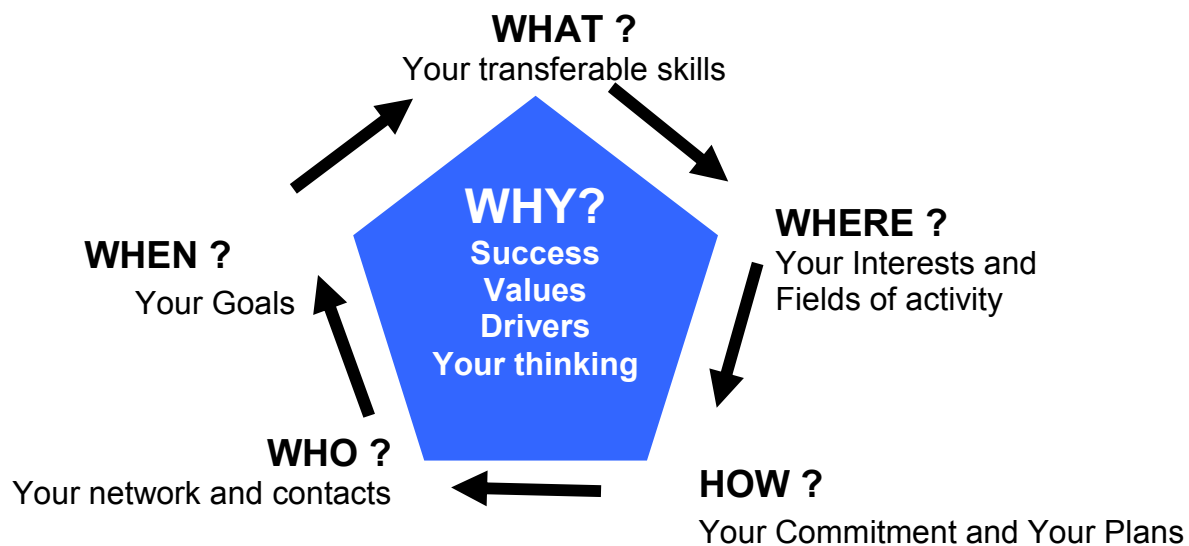 WHAT ?
Your transferable skills
WHY?
Success
Values
Drivers
Your thinking
WHERE ?
Your Interests and
Fields of activity
HOW ?
Your Commitment and Your Plans
WHO ?
Your network and contacts
WHEN ?
Your Goals